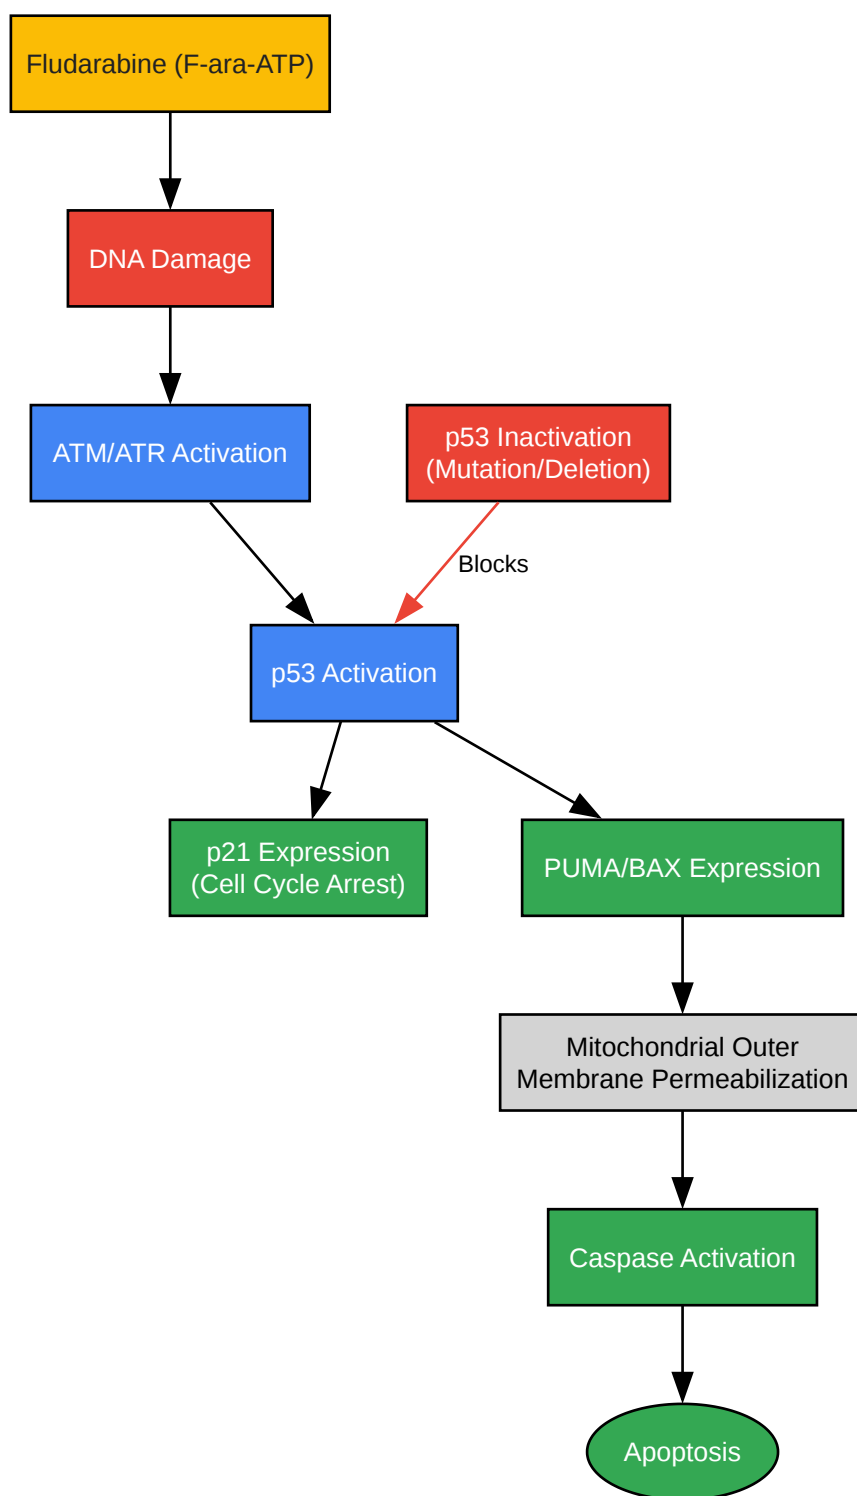 Fludarabine (F-ara-ATP)
DNA Damage
ATM/ATR Activation
p53 Inactivation
(Mutation/Deletion)
Blocks
p53 Activation
p21 Expression
(Cell Cycle Arrest)
PUMA/BAX Expression
Mitochondrial Outer
Membrane Permeabilization
Caspase Activation
Apoptosis